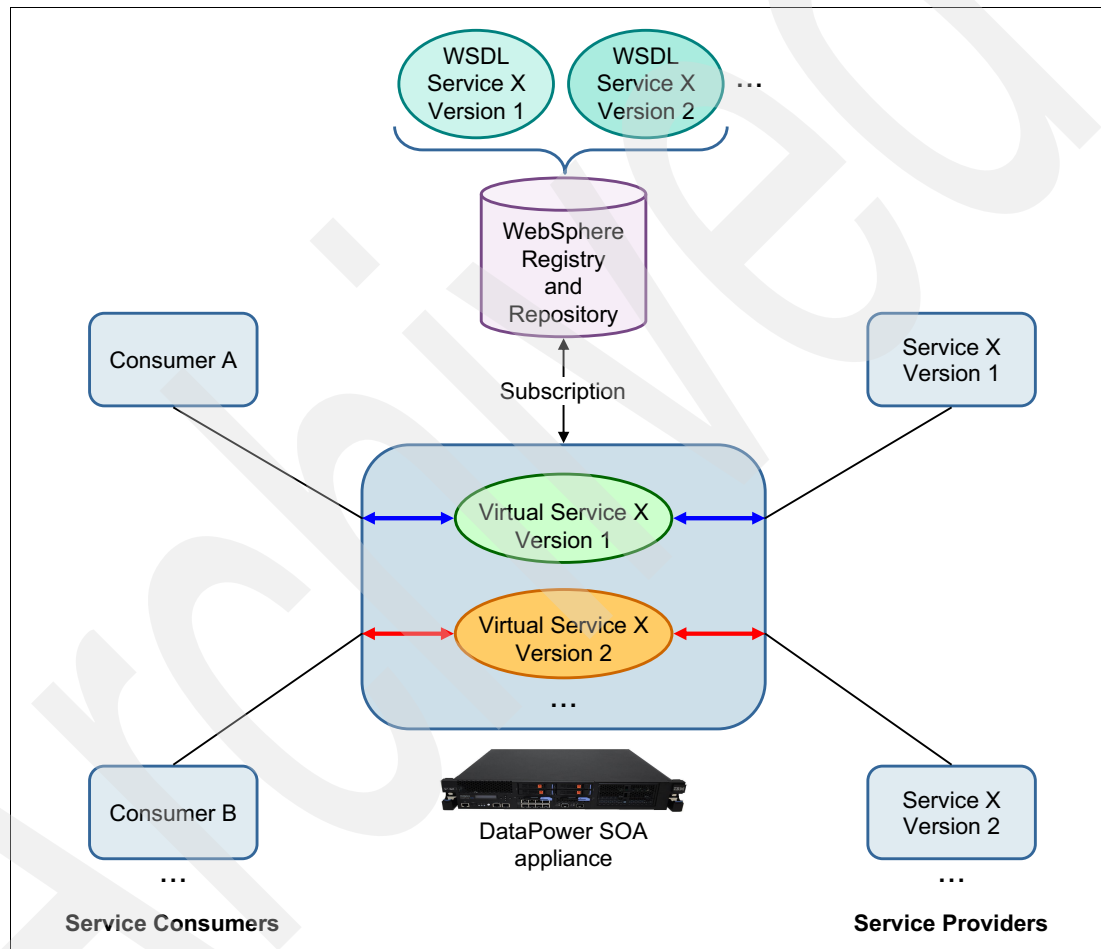 WSDL
Service X
Version 1
WSDL
Service X
Version 2
...
WebSphere
Registry
and
Repository
Consumer A
Service X
Version 1
Subscription
Virtual Service X
Version 1
Virtual Service X
Version 2
...
Consumer B
DataPower SOA
appliance
Service X
Version 2
...
...
Service Consumers
Service Providers
Archived